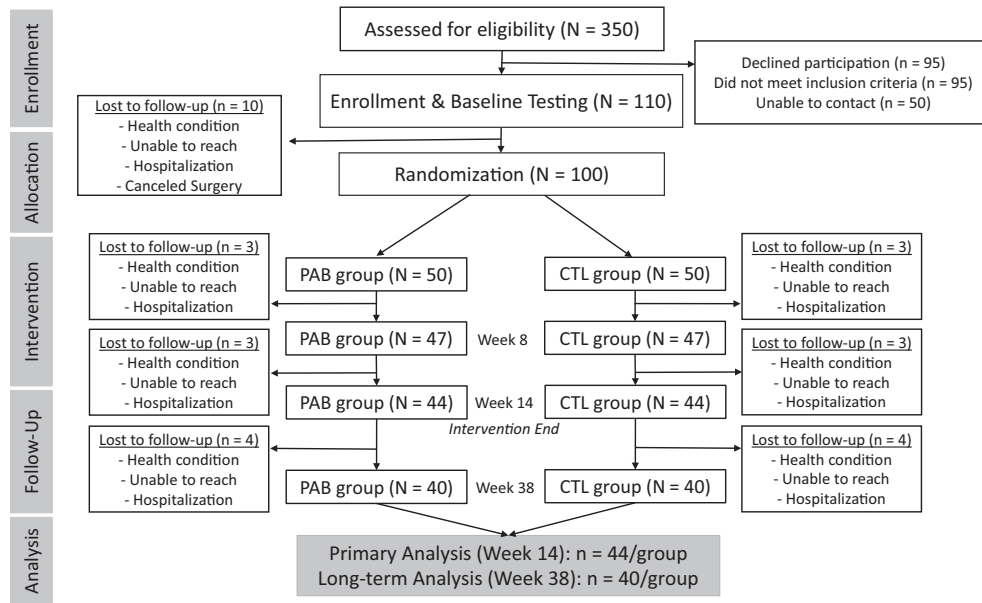 Enrollment
Assessed for eligibility (N = 350)
Declined participation (n = 95)
Did not meet inclusion criteria (n = 95)
Unable to contact (n = 50)
Enrollment & Baseline Testing (N = 110)
Lost to follow-up (n = 10)
- Health condition
- Unable to reach
- Hospitalization
- Canceled Surgery
Allocation
Randomization (N = 100)
Intervention
Lost to follow-up (n = 3)
- Health condition
- Unable to reach
- Hospitalization
PAB group (N = 50)
CTL group (N = 50)
Lost to follow-up (n = 3)
- Health condition
- Unable to reach
- Hospitalization
PAB group (N = 47)
Week 8
CTL group (N = 47)
Lost to follow-up (n = 3)
- Health condition
- Unable to reach
- Hospitalization
Lost to follow-up (n = 3)
- Health condition
- Unable to reach
- Hospitalization
PAB group (N = 44)
Week 14
CTL group (N = 44)
Intervention End
Follow-Up
Lost to follow-up (n = 4)
- Health condition
- Unable to reach
- Hospitalization
Lost to follow-up (n = 4)
- Health condition
- Unable to reach
- Hospitalization
PAB group (N = 40)
Week 38
CTL group (N = 40)
Analysis
Primary Analysis (Week 14): n = 44/group
Long-term Analysis (Week 38): n = 40/group